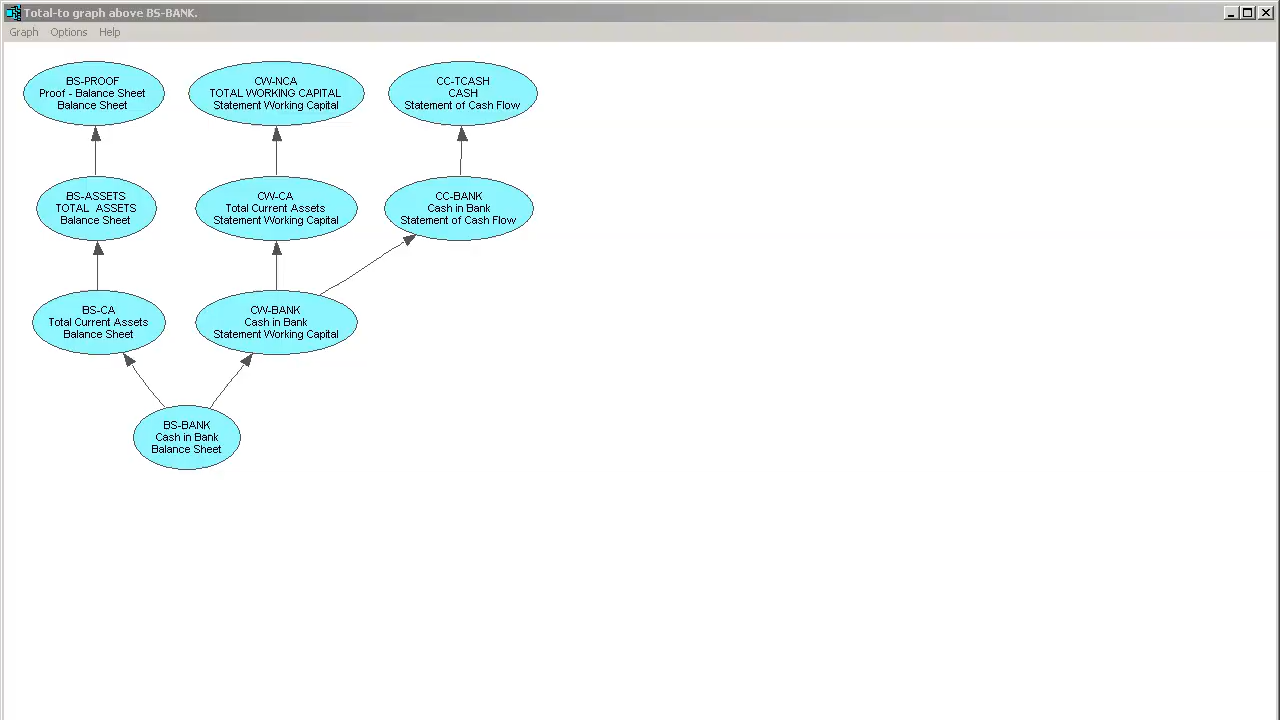 Total-to graph above BS-BANK.
Graph Options Help
BS-PROOF
Proof - Balance Sheet
Balance Sheet
CW-NCA
TOTAL WORKING CAPITAL
Statement Working Capital
CC-TCASH
CASH
Statement of Cash Flow
BS-ASSETS
TOTAL ASSETS
Balance Sheet
CW-CA
Total Current Assets
Statement Working Capital
CC-BANK
Cash in Bank
Statement of Cash Flow
BS-CA
Total Current Assets
Balance Sheet
CW-BANK
Cash in Bank
Statement Working Capital
BS-BANK
Cash in Bank
Balance Sheet